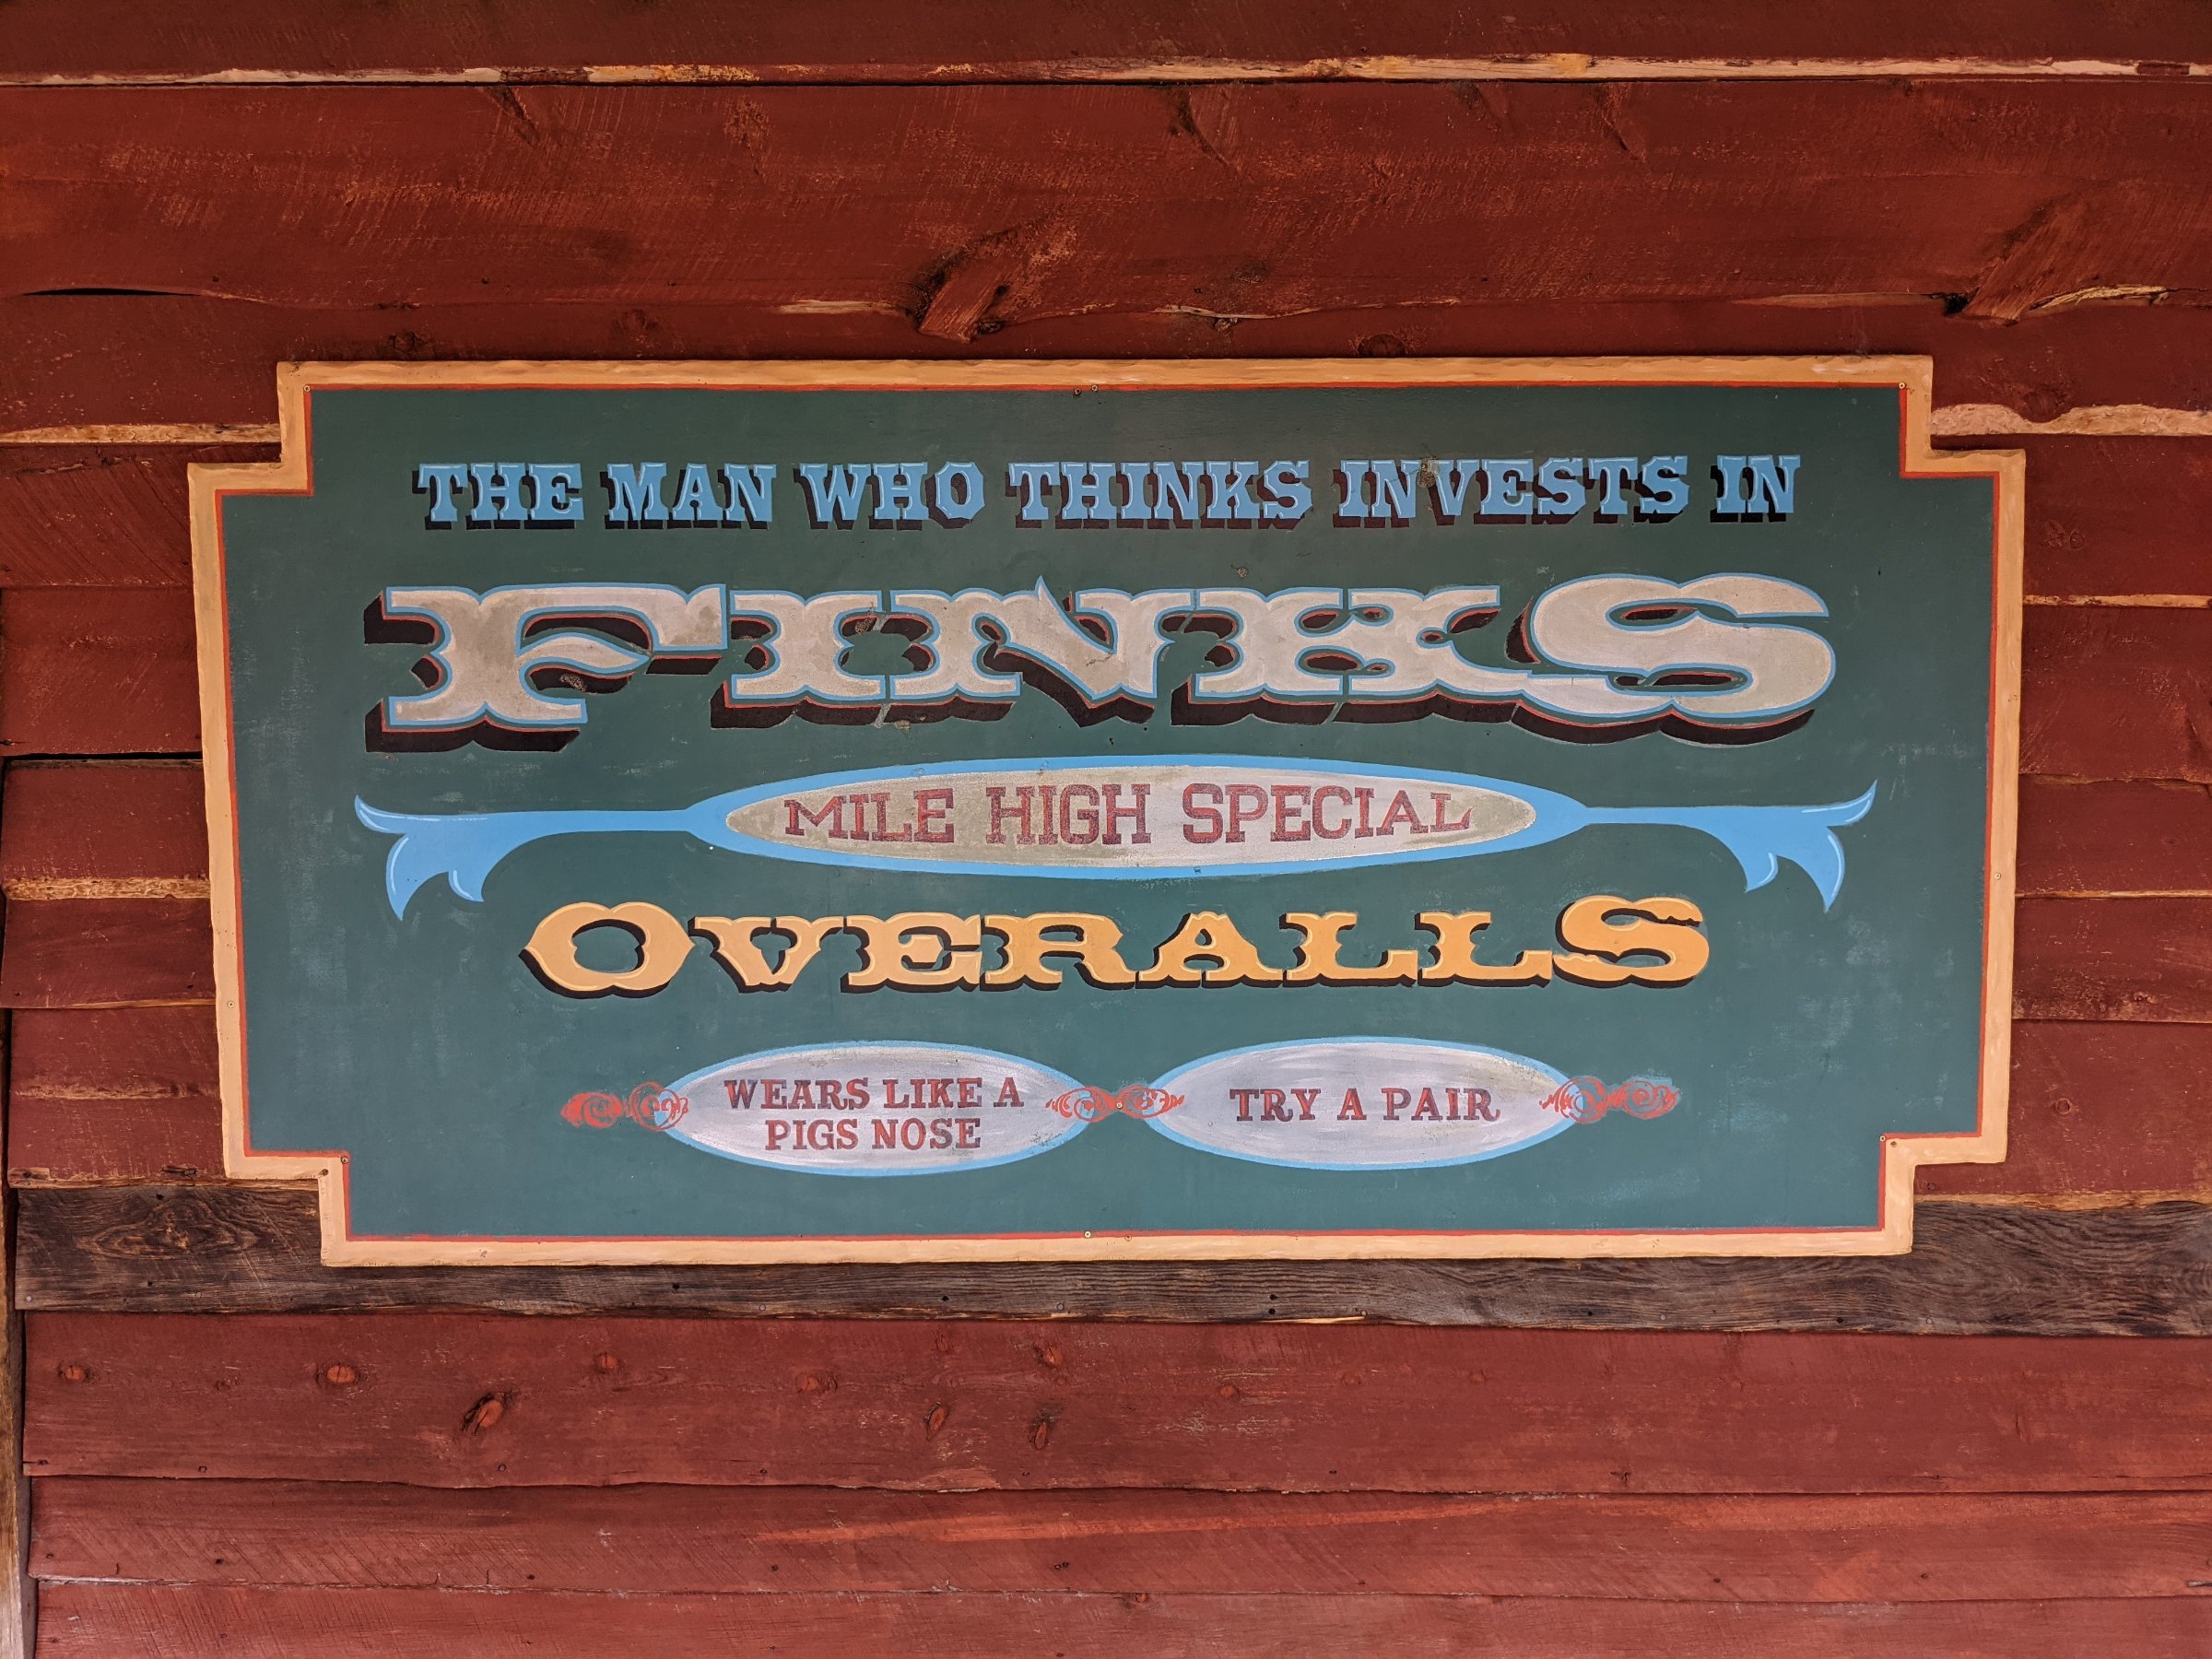 THE MAN WHO THINKS INVESTS IN
FINKS
MILE HIGH SPECIAL
OVERALLS
WEARS LIKE A
PIGS NOSE
TRY A PAIR